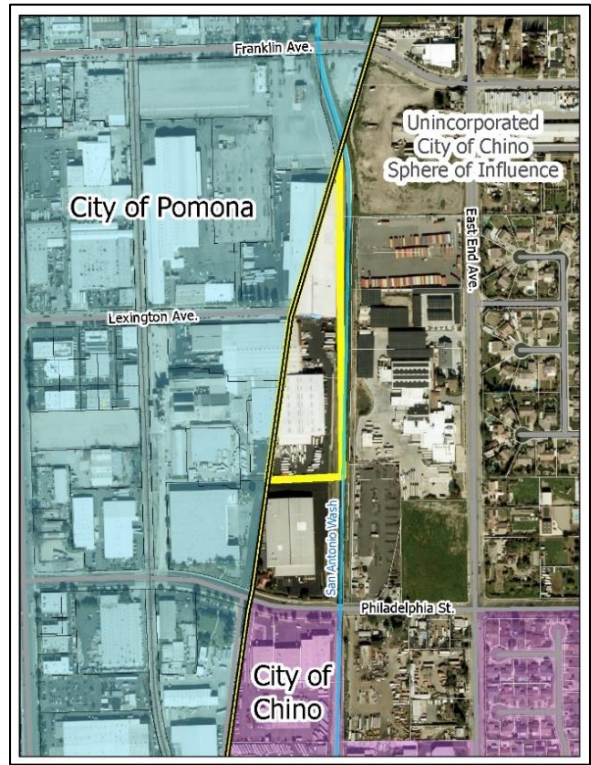 Franklin Ave.
Unincorporated
City of Chino
Sphere of Influence
City of Pomona
East End Ave.
Lexington Ave.
San Antonio Wash
Philadelphia St.
City of
Chino